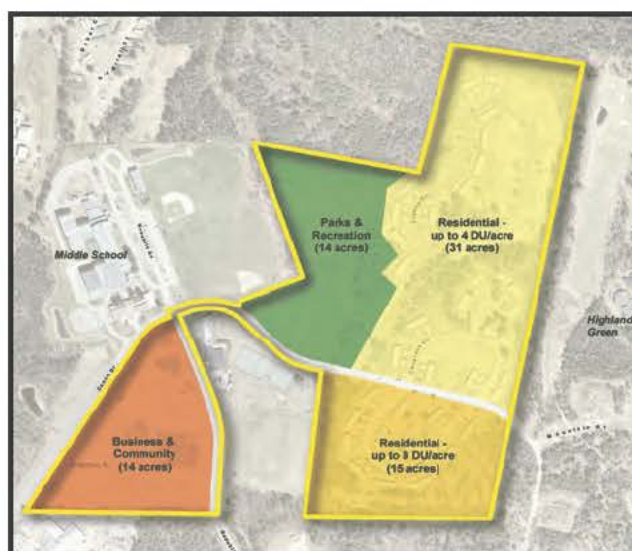 Parks &
Recreation
(14 acres)
Residential -
up to 4 DU/acre
(31 acres)
Middle School
Highland
Green
Business &
Community
(14 acres)
Residential -
up to 8 DU/acre
(15 acres)